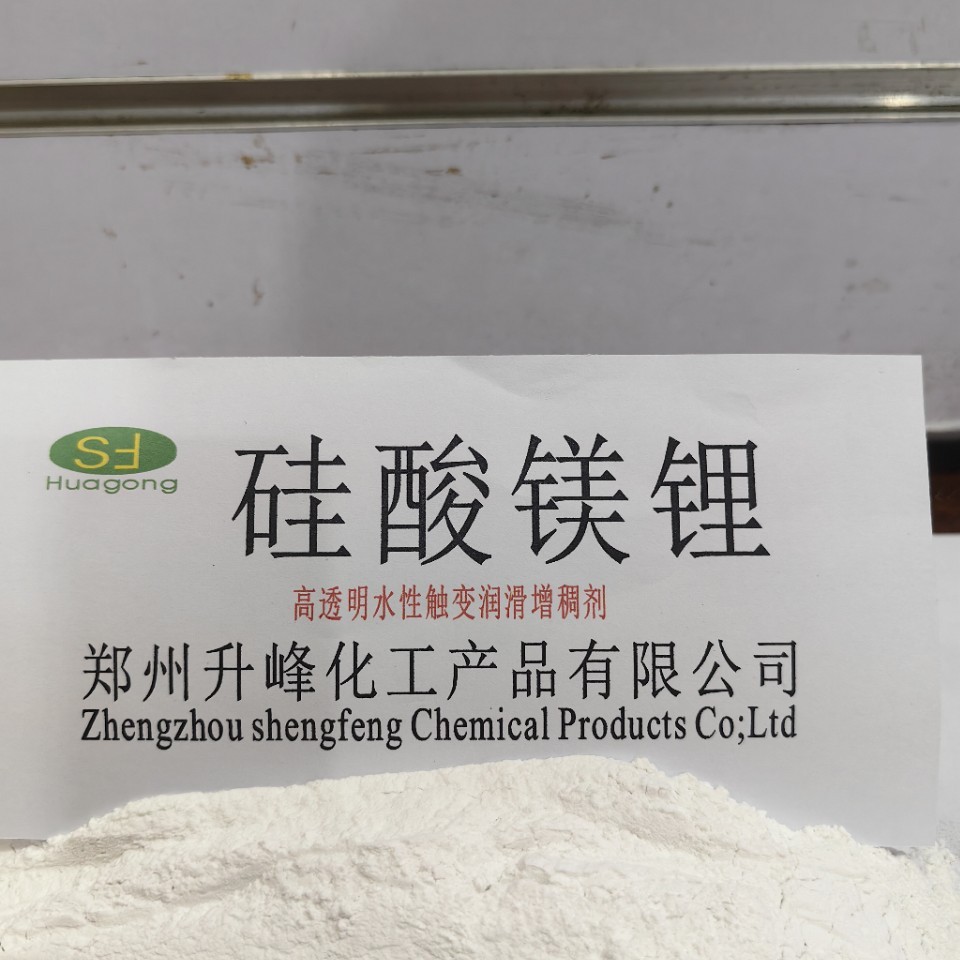 SF
Huagong
硅酸镁锂
高透明水性触变润滑增稠剂
郑州升峰化工产品有限公司
Zhengzhou shengfeng Chemical Products Co;Ltd